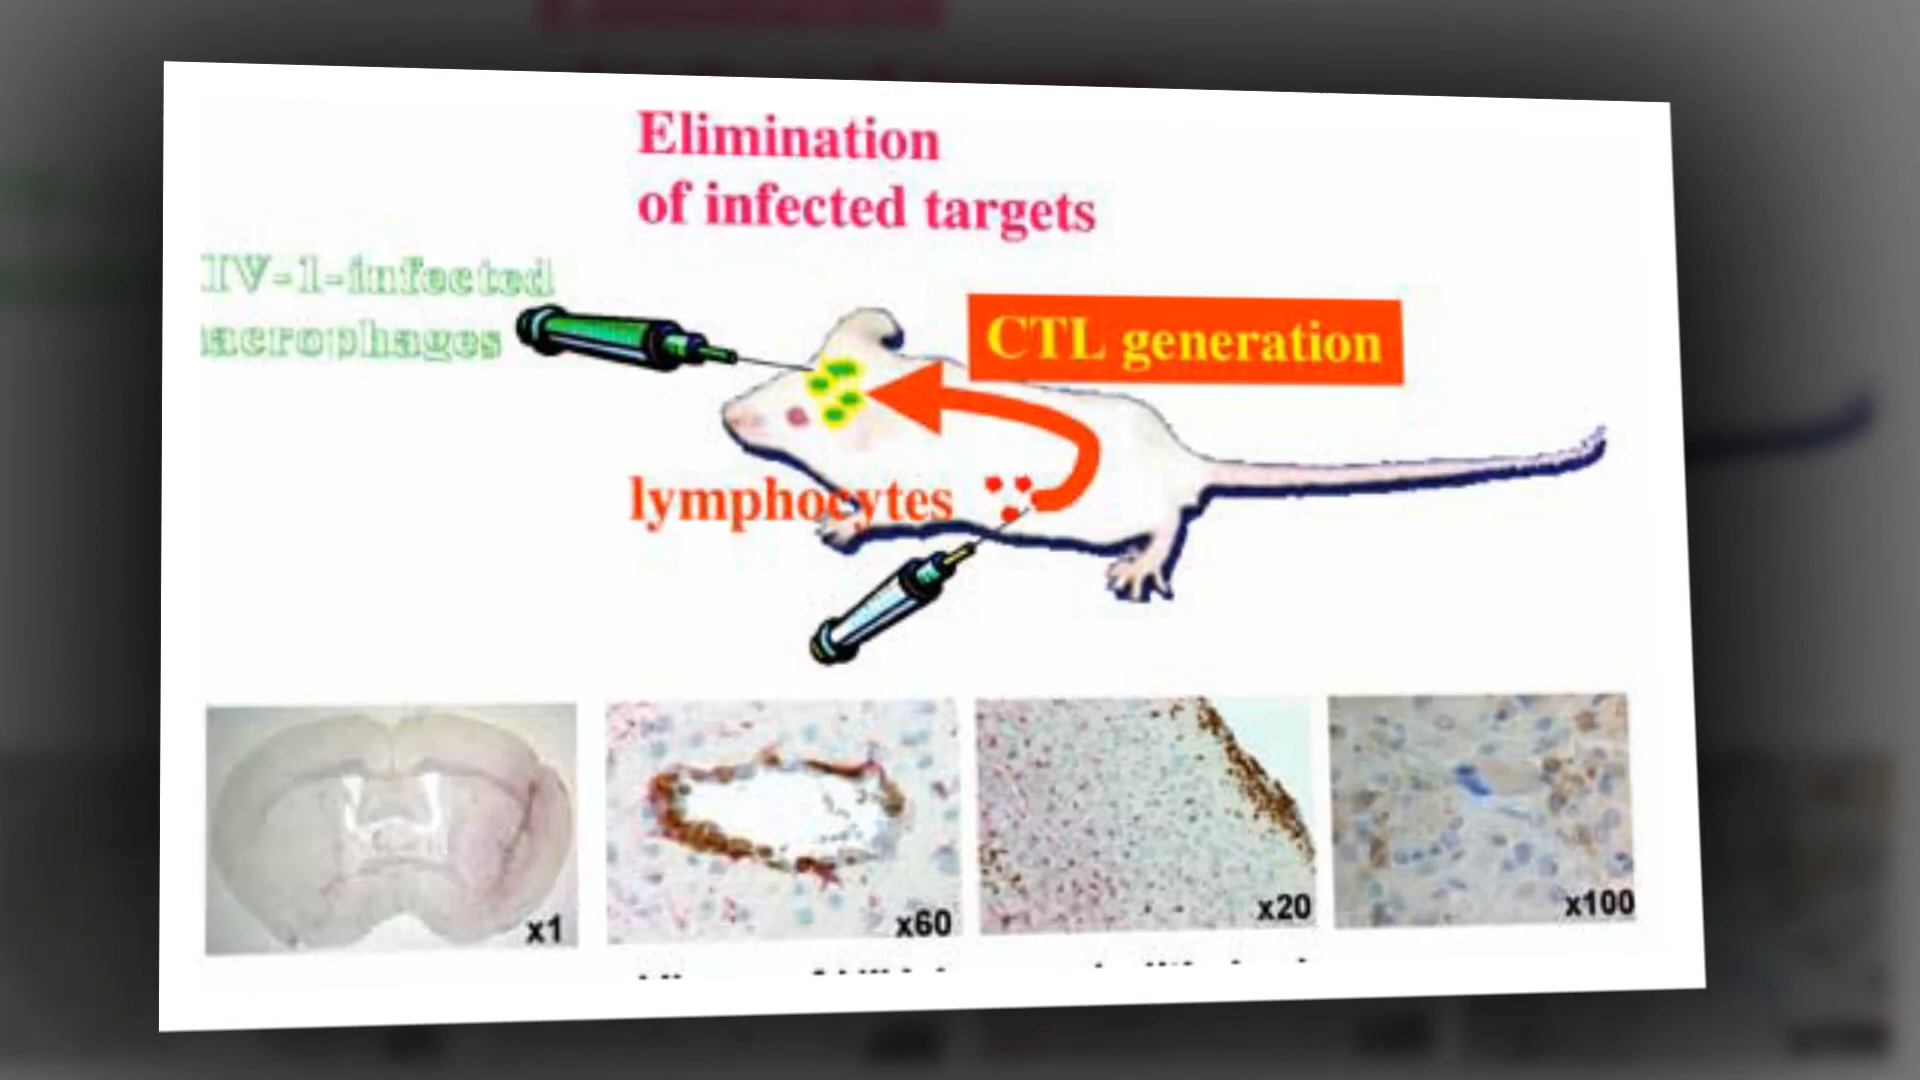 Elimination
of infected targets
IV-1-infected
acrophages
CTL generation
lymphocytes
x1
x60
x20
x100